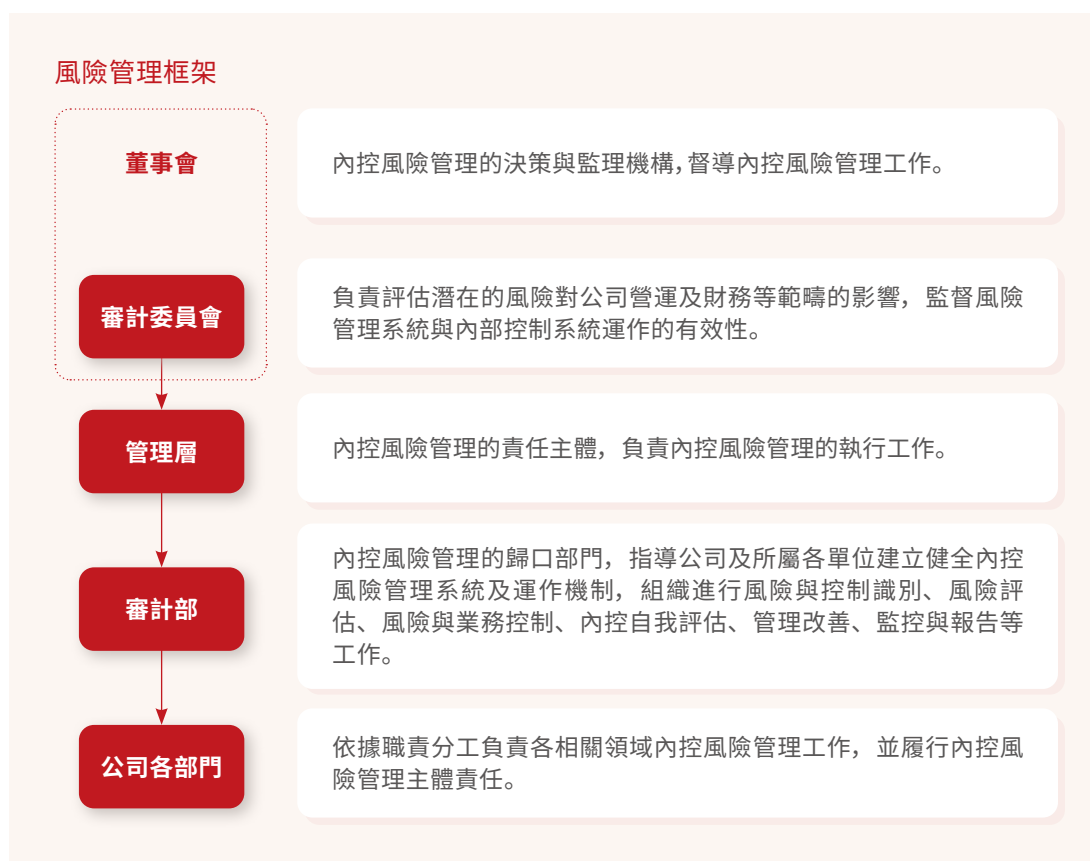 風險管理框架
董事會
內控風險管理的決策與監理機構，督導內控風險管理工作。
審計委員會
負責評估潛在的風險對公司營運及財務等範疇的影響，監督風險
管理系統與內部控制系統運作的有效性。
管理層
內控風險管理的責任主體，負責內控風險管理的執行工作。
審計部
內控風險管理的歸口部門，指導公司及所屬各單位建立健全內控
風險管理系統及運作機制，組織進行風險與控制識別、風險評
估、風險與業務控制、內控自我評估、管理改善、監控與報告等
工作。
公司各部門
依據職責分工負責各相關領域內控風險管理工作，並履行內控風
險管理主體責任。